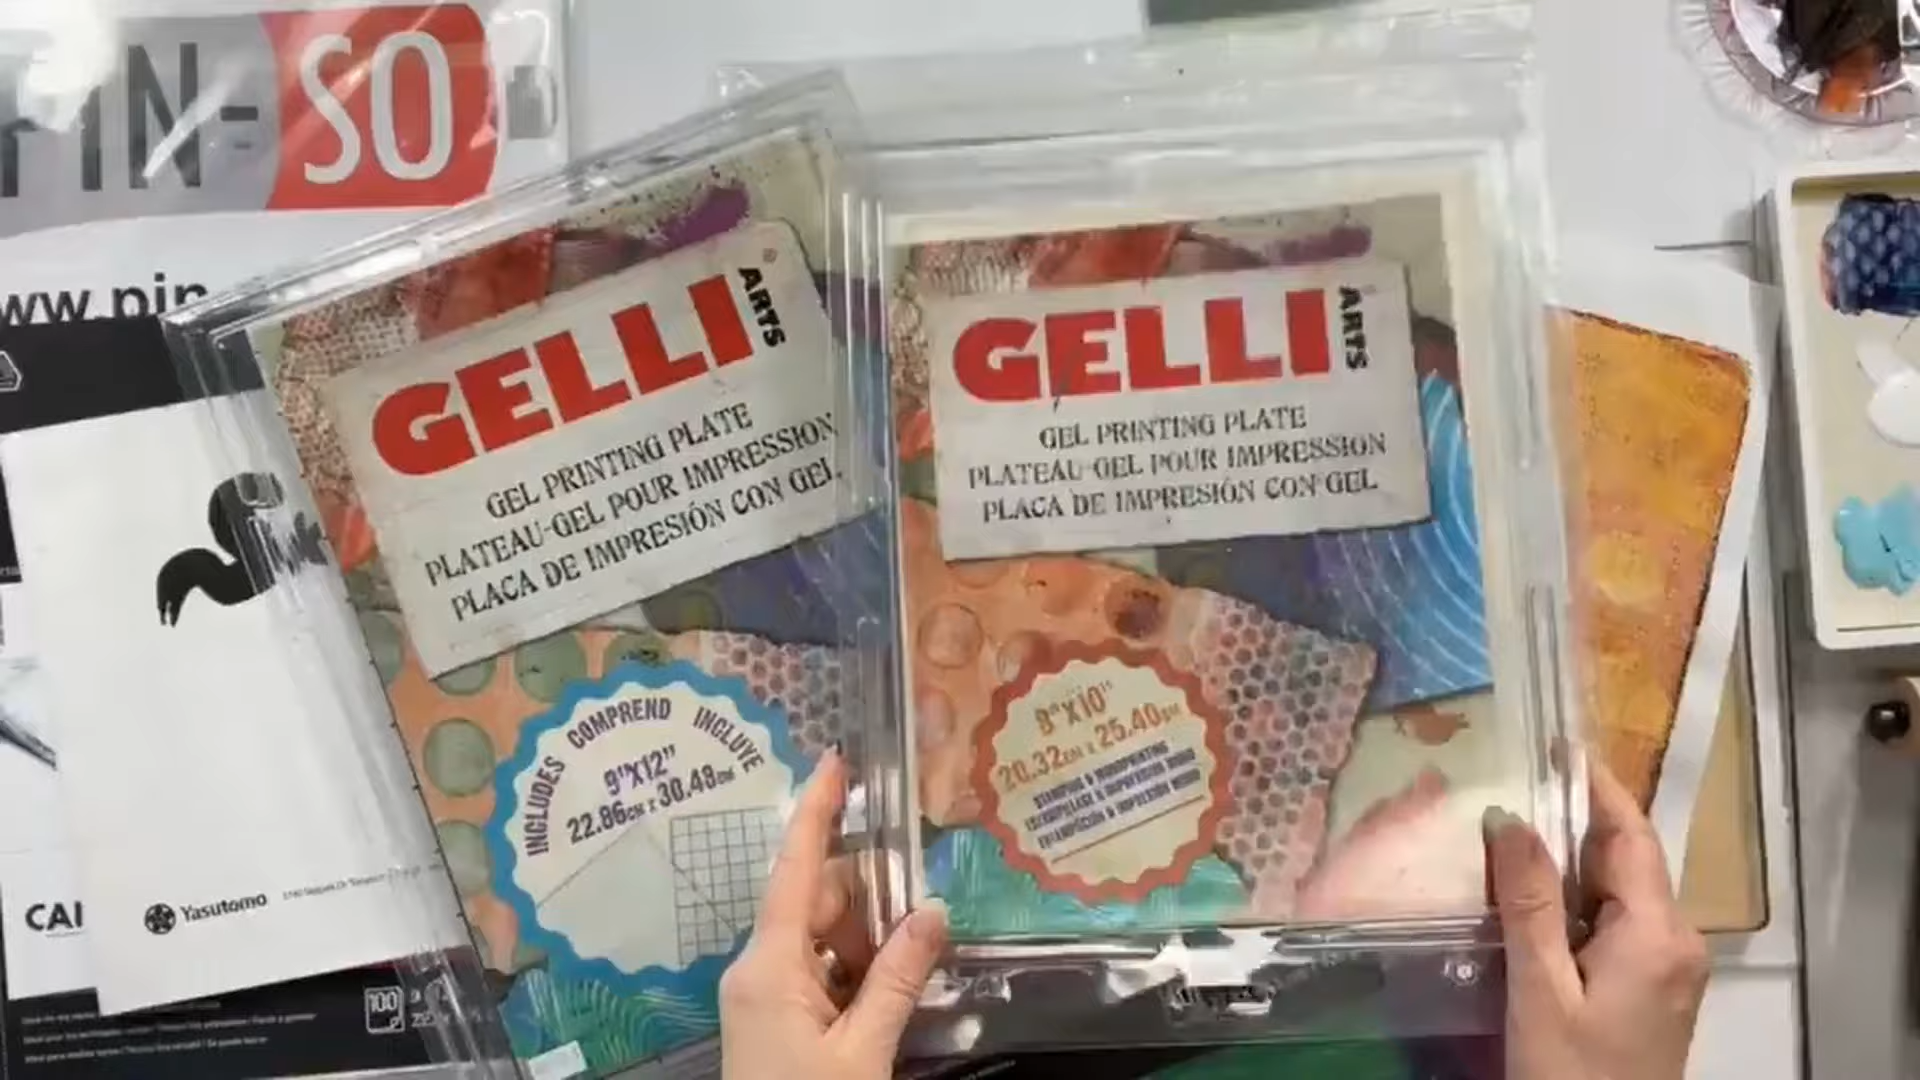 PIN-SO
www.pin
GELLI
ARTS
GEL PRINTING PLATE
PLATEAU-GEL POUR IMPRESSION
PLACA DE IMPRESIÓN CON GEL
INCLUDES COMPREND INCLUYE
9"X12"
22.86CM X 30.48CM
GELLI
ARTS
GEL PRINTING PLATE
PLATEAU-GEL POUR IMPRESSION
PLACA DE IMPRESIÓN CON GEL
8"X10"
20.32CM X 25.40CM
STAMPING & MONOPRINTING
CAI
Yasutomo
100